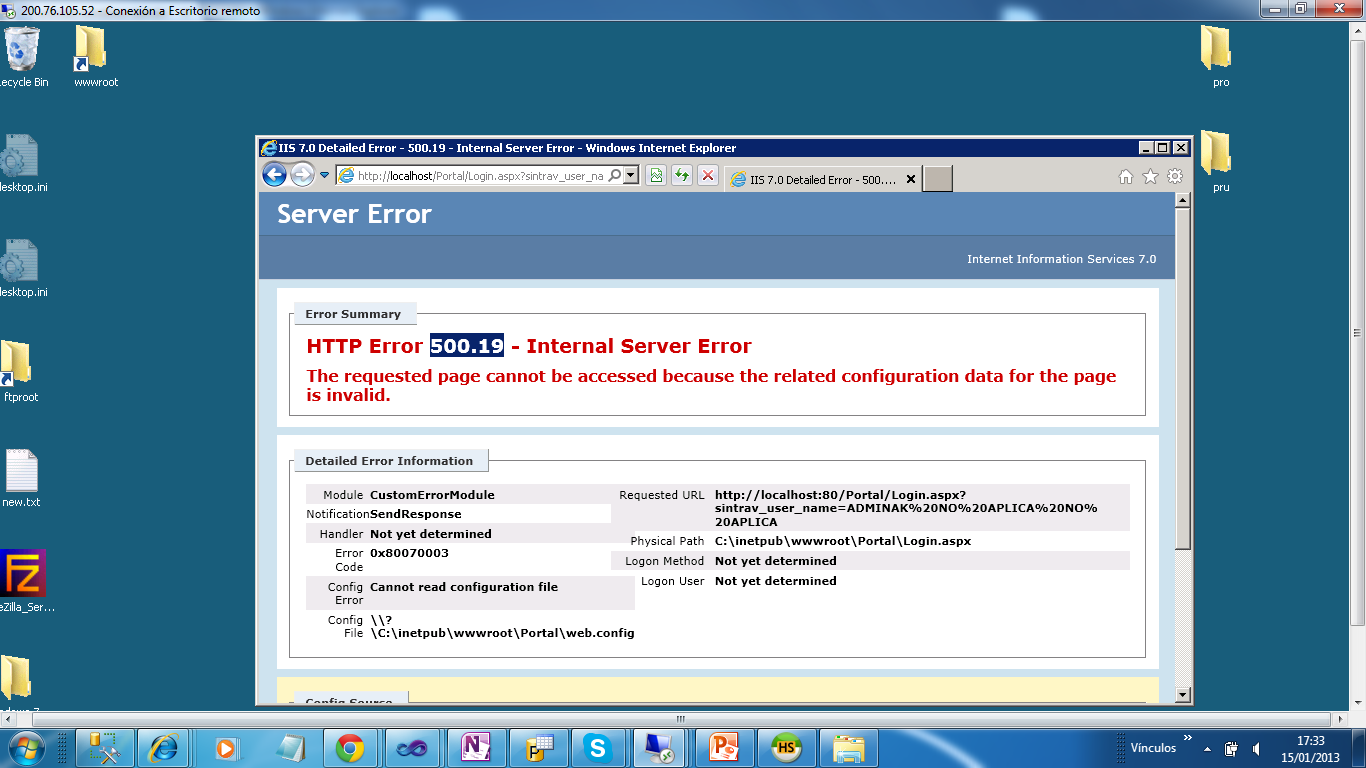 200.76.105.52 - Conexión a Escritorio remoto
ecycle Bin
wwwroot
pro
desktop.ini
pru
desktop.ini
ftproot
new.txt
eZilla_Ser...
IIS 7.0 Detailed Error - 500.19 - Internal Server Error - Windows Internet Explorer
http://localhost/Portal/Login.aspx?sintrav_user_na
IIS 7.0 Detailed Error - 500....
Server Error
Internet Information Services 7.0
Error Summary
HTTP Error 500.19 - Internal Server Error
The requested page cannot be accessed because the related configuration data for the page
is invalid.
Detailed Error Information
Module CustomErrorModule
Notification SendResponse
Handler Not yet determined
Error Code 0x80070003
Config Error Cannot read configuration file
Config File \\?
\C:\inetpub\wwwroot\Portal\web.config
Requested URL http://localhost:80/Portal/Login.aspx?
sintrav_user_name=ADMINAK%20NO%20APLICA%20NO%
20APLICA
Physical Path C:\inetpub\wwwroot\Portal\Login.aspx
Logon Method Not yet determined
Logon User Not yet determined
Config Source
Vínculos
17:33
15/01/2013